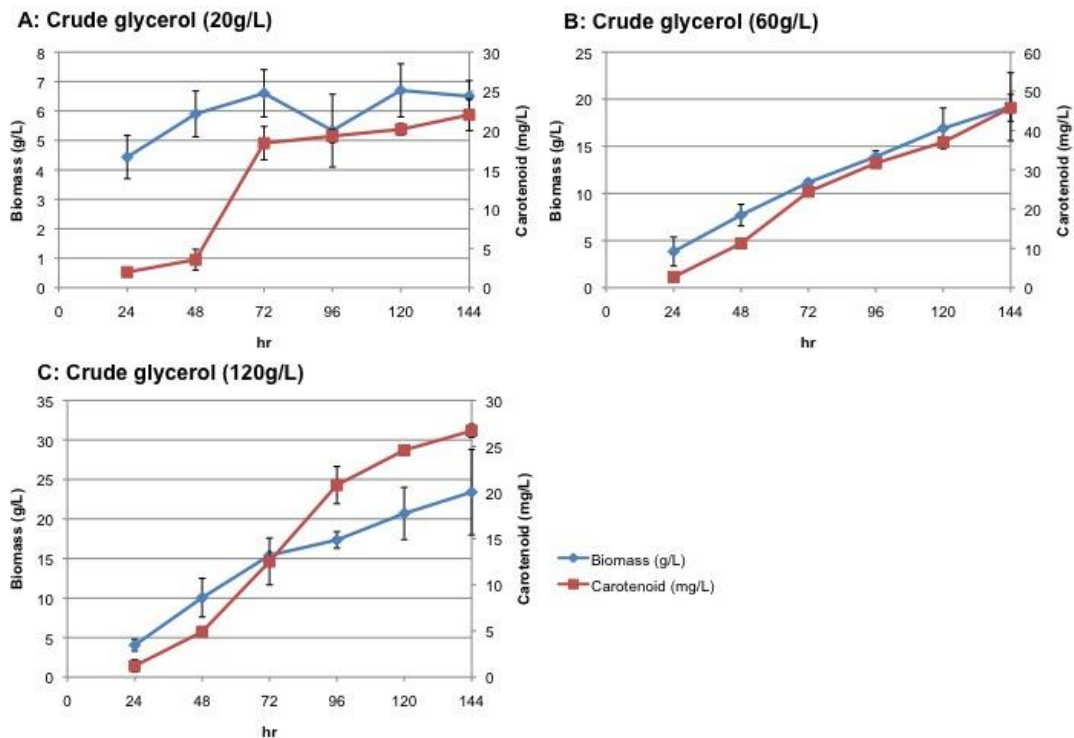 A: Crude glycerol (20g/L)
8
7
6
5
4
3
2
1
0
Biomass (g/L)
30
25
20
15
10
5
0
Carotenoid (mg/L)
0 24 48 72 96 120 144
hr
B: Crude glycerol (60g/L)
25
20
15
10
5
0
Biomass (g/L)
60
50
40
30
20
10
0
Carotenoid (mg/L)
0 24 48 72 96 120 144
hr
C: Crude glycerol (120g/L)
35
30
25
20
15
10
5
0
Biomass (g/L)
30
25
20
15
10
5
0
Carotenoid (mg/L)
0 24 48 72 96 120 144
hr
Biomass (g/L)
Carotenoid (mg/L)